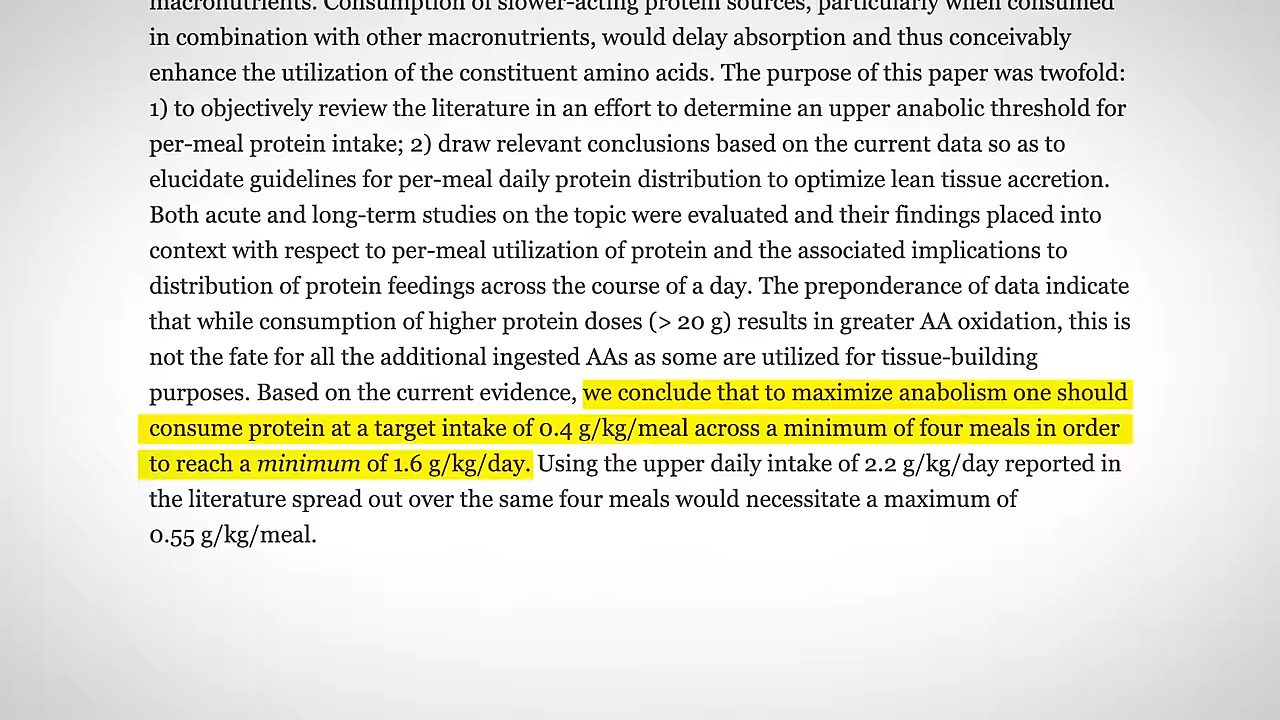 macronutrients. Consumption of slower-acting protein sources, particularly when consumed
in combination with other macronutrients, would delay absorption and thus conceivably
enhance the utilization of the constituent amino acids. The purpose of this paper was twofold:
1) to objectively review the literature in an effort to determine an upper anabolic threshold for
per-meal protein intake; 2) draw relevant conclusions based on the current data so as to
elucidate guidelines for per-meal daily protein distribution to optimize lean tissue accretion.
Both acute and long-term studies on the topic were evaluated and their findings placed into
context with respect to per-meal utilization of protein and the associated implications to
distribution of protein feedings across the course of a day. The preponderance of data indicate
that while consumption of higher protein doses (> 20 g) results in greater AA oxidation, this is
not the fate for all the additional ingested AAs as some are utilized for tissue-building
purposes. Based on the current evidence, we conclude that to maximize anabolism one should
consume protein at a target intake of 0.4 g/kg/meal across a minimum of four meals in order
to reach a minimum of 1.6 g/kg/day. Using the upper daily intake of 2.2 g/kg/day reported in
the literature spread out over the same four meals would necessitate a maximum of
0.55 g/kg/meal.